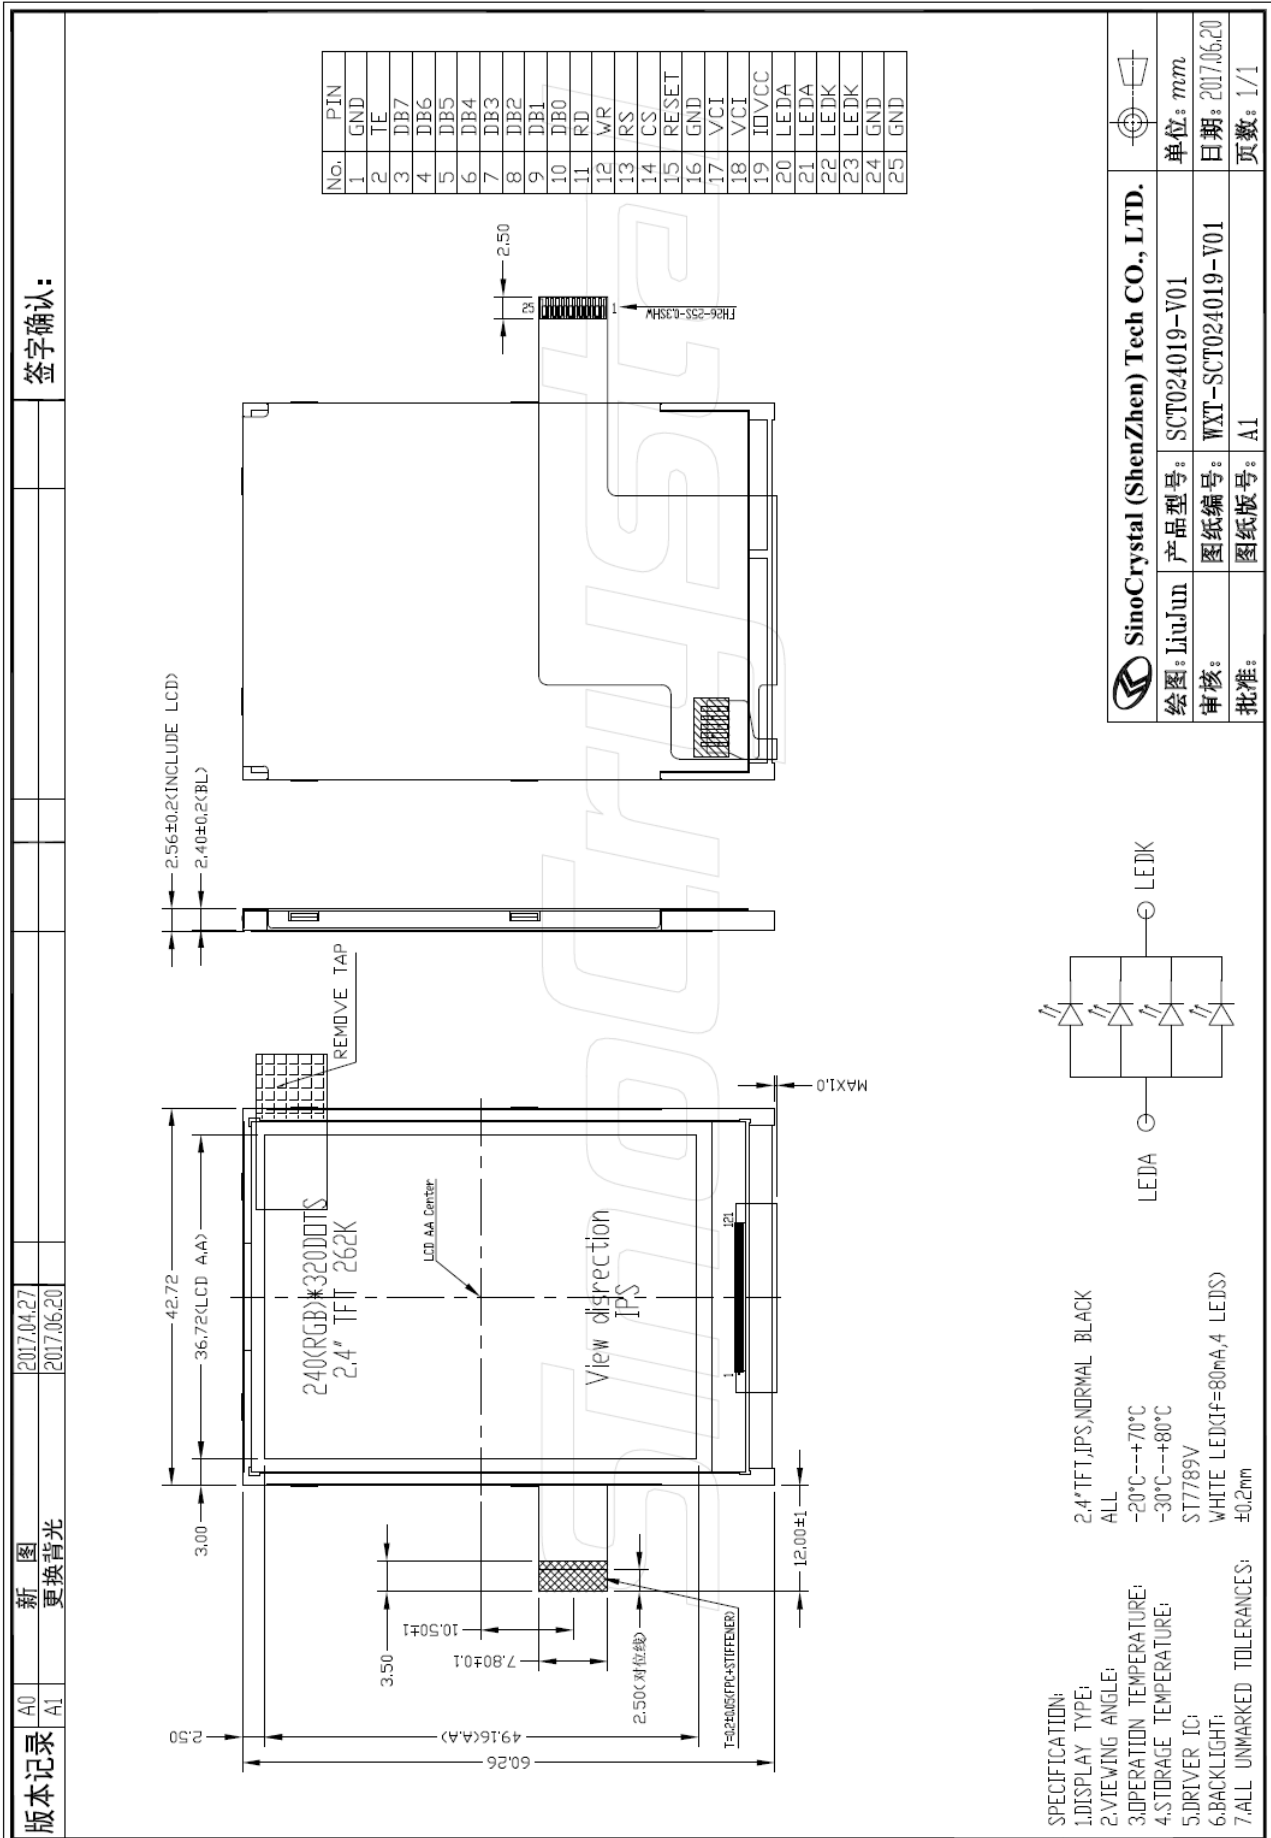 版本记录
A0 新 图 2017.04.27
A1 更换背光 2017.06.20
签字确认:
42.72
36.72(LCD A.A)
3.00
240(RGB)*320DOTS
2.4" TFT 262K
LCD AA Center
View disrection
IPS
1
121
REMOVE TAP
MAX1.0
12.00±1
3.50
10.50±1
7.80±0.1
2.50(对位线)
T=0.2±0.05(FPC+STIFFENER)
2.50
49.16(A.A)
60.26
2.56±0.2(INCLUDE LCD)
2.40±0.2(BL)
2.50
25
1
FH26-25S-0.3SHW
No. PIN
1 GND
2 TE
3 DB7
4 DB6
5 DB5
6 DB4
7 DB3
8 DB2
9 DB1
10 DB0
11 RD
12 WR
13 RS
14 CS
15 RESET
16 GND
17 VCI
18 VCI
19 IOVCC
20 LEDA
21 LEDA
22 LEDK
23 LEDK
24 GND
25 GND
SinoCrystal
SPECIFICATION:
1.DISPLAY TYPE: 2.4"TFT,IPS,NORMAL BLACK
2.VIEWING ANGLE: ALL
3.OPERATION TEMPERATURE: -20°C---+70°C
4.STORAGE TEMPERATURE: -30°C---+80°C
5.DRIVER IC: ST7789V
6.BACKLIGHT: WHITE LED(If=80mA,4 LEDS)
7.ALL UNMARKED TOLERANCES: ±0.2mm
LEDA
LEDK
SinoCrystal (ShenZhen) Tech CO., LTD.
绘图: LiuJun 产品型号: SCT024019-V01 单位: mm
审核: 图纸编号: WXT-SCT024019-V01 日期: 2017.06.20
批准: 图纸版号: A1 页数: 1/1